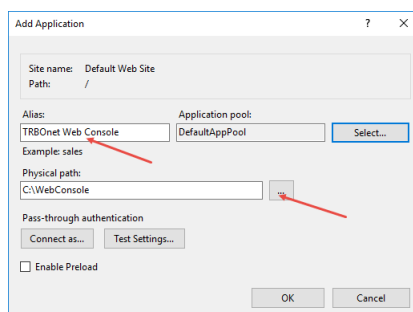 Add Application
? ×
Site name: Default Web Site
Path: /
Alias: Application pool:
TRBOnet Web Console DefaultAppPool Select...
Example: sales
Physical path:
C:\WebConsole ...
Pass-through authentication
Connect as... Test Settings...
Enable Preload
OK Cancel